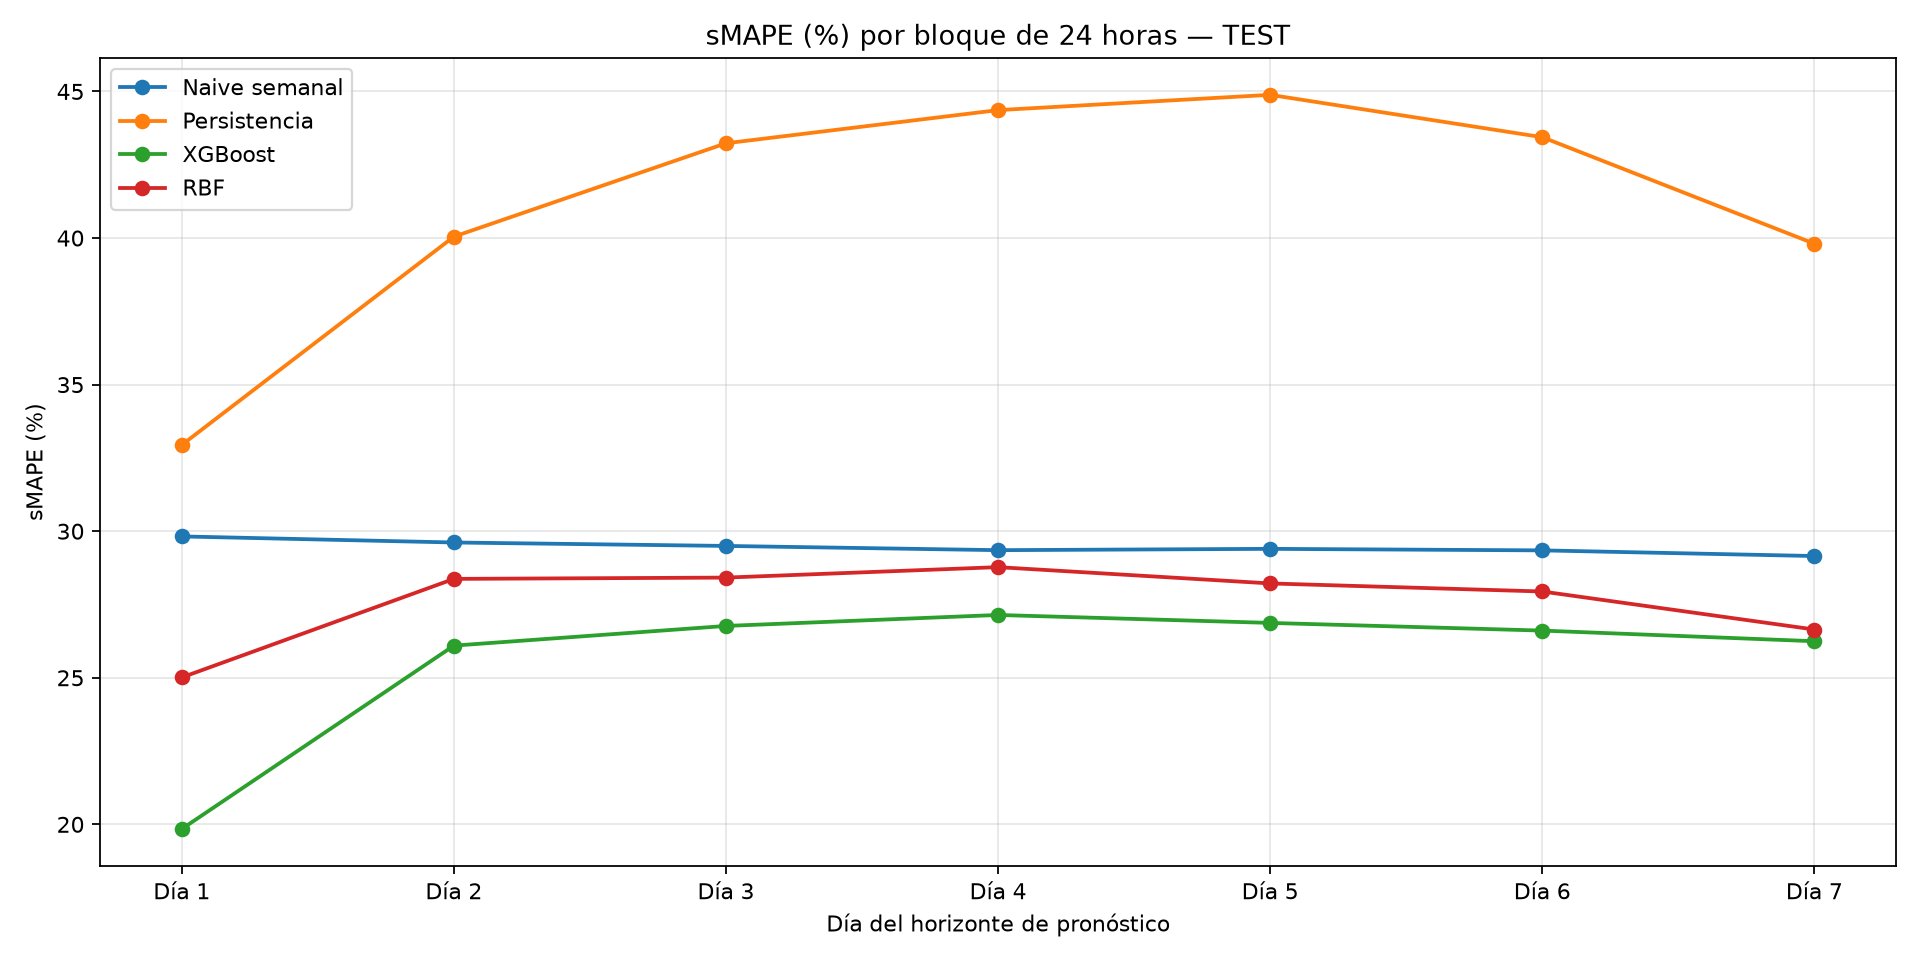 sMAPE (%) por bloque de 24 horas — TEST
Naive semanal
Persistencia
XGBoost
RBF
45
40
35
30
25
20
sMAPE (%)
Día 1
Día 2
Día 3
Día 4
Día 5
Día 6
Día 7
Día del horizonte de pronóstico